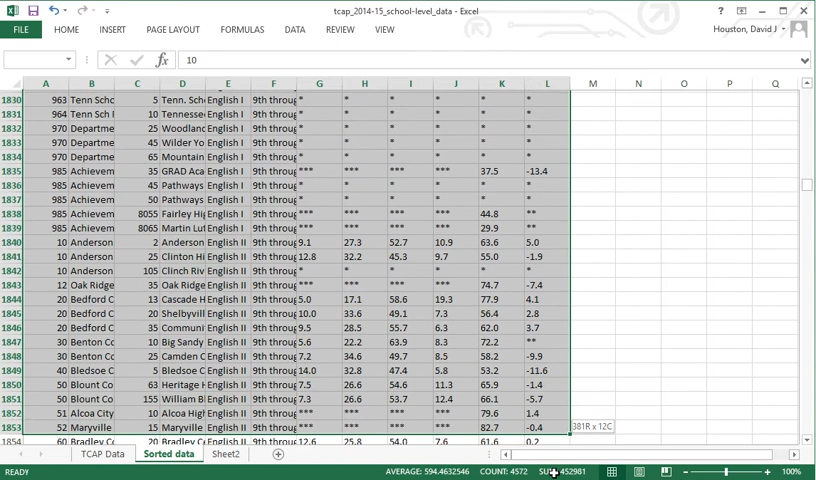 tcap_2014-15_school-level_data - Excel
FILE HOME INSERT PAGE LAYOUT FORMULAS DATA REVIEW VIEW Houston, David J
10
A B C D E F G H I J K L M N O P Q
1830 963 Tenn Scho 5 Tenn. Sch English I 9th throug * * * * * *
1831 964 Tenn Sch 10 Tennesse English I 9th throug * * * * * *
1832 970 Departme 25 Woodland English I 9th throug * * * * * *
1833 970 Departme 45 Wilder Yo English I 9th throug * * * * * *
1834 970 Departme 65 Mountain English I 9th throug * * * * * *
1835 985 Achievem 35 GRAD Aca English I 9th throug *** *** *** *** 37.5 -13.4
1836 985 Achievem 45 Pathways English I 9th throug * * * * * *
1837 985 Achievem 50 Pathways English I 9th throug * * * * * *
1838 985 Achievem 8055 Fairley Hi English I 9th throug *** *** *** *** 44.8 **
1839 985 Achievem 8065 Martin Lut English I 9th throug *** *** *** *** 29.9 **
1840 10 Anderson 2 Anderson English II 9th throug 9.1 27.3 52.7 10.9 63.6 5.0
1841 10 Anderson 25 Clinton Hi English II 9th throug 12.8 32.2 45.3 9.7 55.0 -1.9
1842 10 Anderson 105 Clinch Riv English II 9th throug * * * * * *
1843 12 Oak Ridge 35 Oak Ridge English II 9th throug *** *** *** *** 74.7 -7.4
1844 20 Bedford C 13 Cascade H English II 9th throug 5.0 17.1 58.6 19.3 77.9 4.1
1845 20 Bedford C 20 Shelbyvill English II 9th throug 10.0 33.6 49.1 7.3 56.4 2.8
1846 20 Bedford C 35 Communi English II 9th throug 9.5 28.5 55.7 6.3 62.0 3.7
1847 30 Benton Co 10 Big Sandy English II 9th throug 5.6 22.2 63.9 8.3 72.2 **
1848 30 Benton Co 25 Camden C English II 9th throug 7.2 34.6 49.7 8.5 58.2 -9.9
1849 40 Bledsoe C 5 Bledsoe C English II 9th throug 14.0 32.8 47.4 5.8 53.2 -11.6
1850 50 Blount Co 63 Heritage H English II 9th throug 7.5 26.6 54.6 11.3 65.9 -1.4
1851 50 Blount Co 155 William B English II 9th throug 7.3 26.6 53.7 12.4 66.1 -5.7
1852 51 Alcoa City 10 Alcoa High English II 9th throug *** *** *** *** 79.6 1.4
1853 52 Maryville 15 Maryville English II 9th throug *** *** *** *** 82.7 -0.4
381R x 12C
1854 60 Bradley C 20 Bradley C English II 9th throug 12.6 25.8 54.0 7.6 61.6 0.2
TCAP Data Sorted data Sheet2
READY AVERAGE: 594.4632546 COUNT: 4572 452981 100%